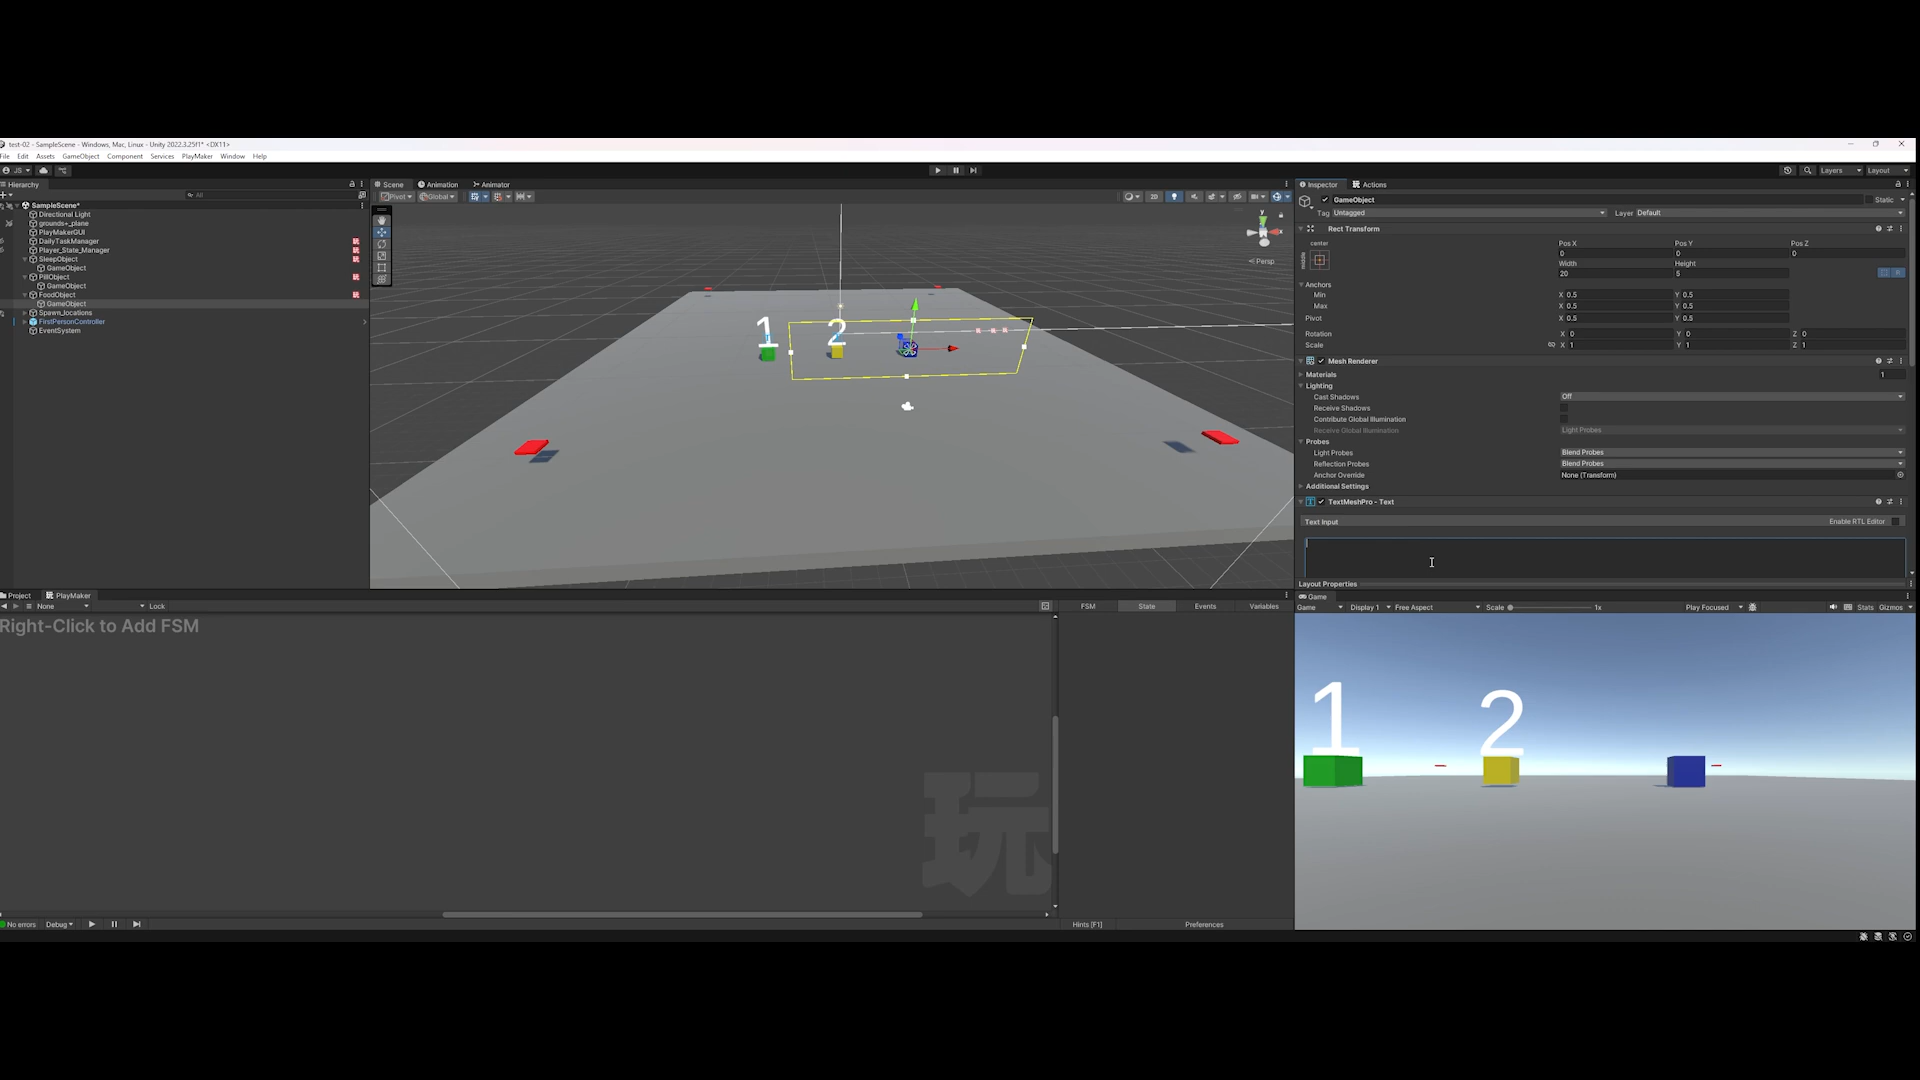 test-02 - SampleScene - Windows, Mac, Linux - Unity 2022.3.25f1* <DX11>
File Edit Assets GameObject Component Services PlayMaker Window Help
JS Layers Layout
Hierarchy
All
Scene Animation Animator
Inspector Actions
Pivot Global 2D
SampleScene*
Directional Light
grounds+_plane
PlayMakerGUI
DailyTaskManager
Player_State_Manager
SleepObject
GameObject
PillObject
GameObject
FoodObject
GameObject
Spawn_locations
FirstPersonController
EventSystem
y
Persp
1 2
GameObject Static
Tag Untagged Layer Default
Rect Transform
center
middle
Pos X Pos Y Pos Z
0 0 0
Width Height
20 5
Anchors
Min X 0.5 Y 0.5
Max X 0.5 Y 0.5
Pivot X 0.5 Y 0.5
Rotation X 0 Y 0 Z 0
Scale X 1 Y 1 Z 1
Mesh Renderer
Materials 1
Lighting
Cast Shadows Off
Receive Shadows
Contribute Global Illumination
Receive Global Illumination Light Probes
Probes
Light Probes Blend Probes
Reflection Probes Blend Probes
Anchor Override None (Transform)
Additional Settings
TextMeshPro - Text
Text Input Enable RTL Editor
Layout Properties
Project PlayMaker
None Lock
FSM State Events Variables
Right-Click to Add FSM
玩
No errors Debug
Hints [F1] Preferences
Game
Game Display 1 Free Aspect Scale 1x Play Focused Stats Gizmos
1 2